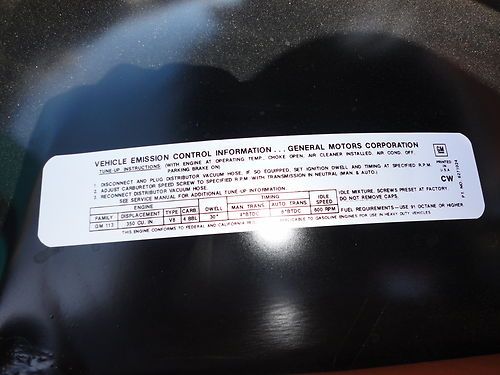 VEHICLE EMISSION CONTROL INFORMATION . . . GENERAL MOTORS CORPORATION
TUNE-UP INSTRUCTIONS (WITH ENGINE AT OPERATING TEMP., CHOKE OPEN, AIR CLEANER INSTALLED, AIR COND. OFF,
PARKING BRAKE ON)
1. DISCONNECT AND PLUG DISTRIBUTOR VACUUM HOSE, IF SO EQUIPPED, SET IGNITION DWELL AND TIMING AT SPECIFIED R.P.M.
2. ADJUST CARBURETOR SPEED SCREW TO SPECIFIED R.P.M. WITH TRANSMISSION IN NEUTRAL (MAN & AUTO.)
3. RECONNECT DISTRIBUTOR VACUUM HOSE.
SEE SERVICE MANUAL FOR ADDITIONAL TUNE UP INFORMATION.
ENGINE TIMING IDLE SPEED
FAMILY DISPLACEMENT TYPE CARB DWELL MAN TRANS AUTO TRANS
GM 113 350 CU. IN V8 4 BBL 30° °BTDC °BTDC 600 RPM
IDLE MIXTURE SCREWS PRESET AT FACTORY
DO NOT REMOVE CAPS.
FUEL REQUIREMENTS—USE 91 OCTANE OR HIGHER
THIS ENGINE CONFORMS TO FEDERAL AND CALIFORNIA APPLICABLE TO GASOLINE ENGINES FOR USE IN HEAVY DUTY VEHICLES
GM
PRINTED
U.S.A.
CW